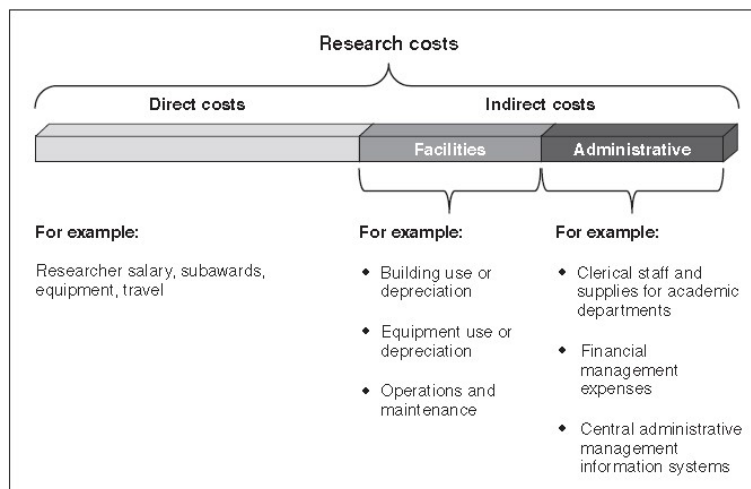 Research costs
Direct costs
Indirect costs
Facilities
Administrative
For example:
Researcher salary, subawards,
equipment, travel
For example:
◆ Building use or
depreciation
◆ Equipment use or
depreciation
◆ Operations and
maintenance
For example:
◆ Clerical staff and
supplies for academic
departments
◆ Financial
management
expenses
◆ Central administrative
management
information systems